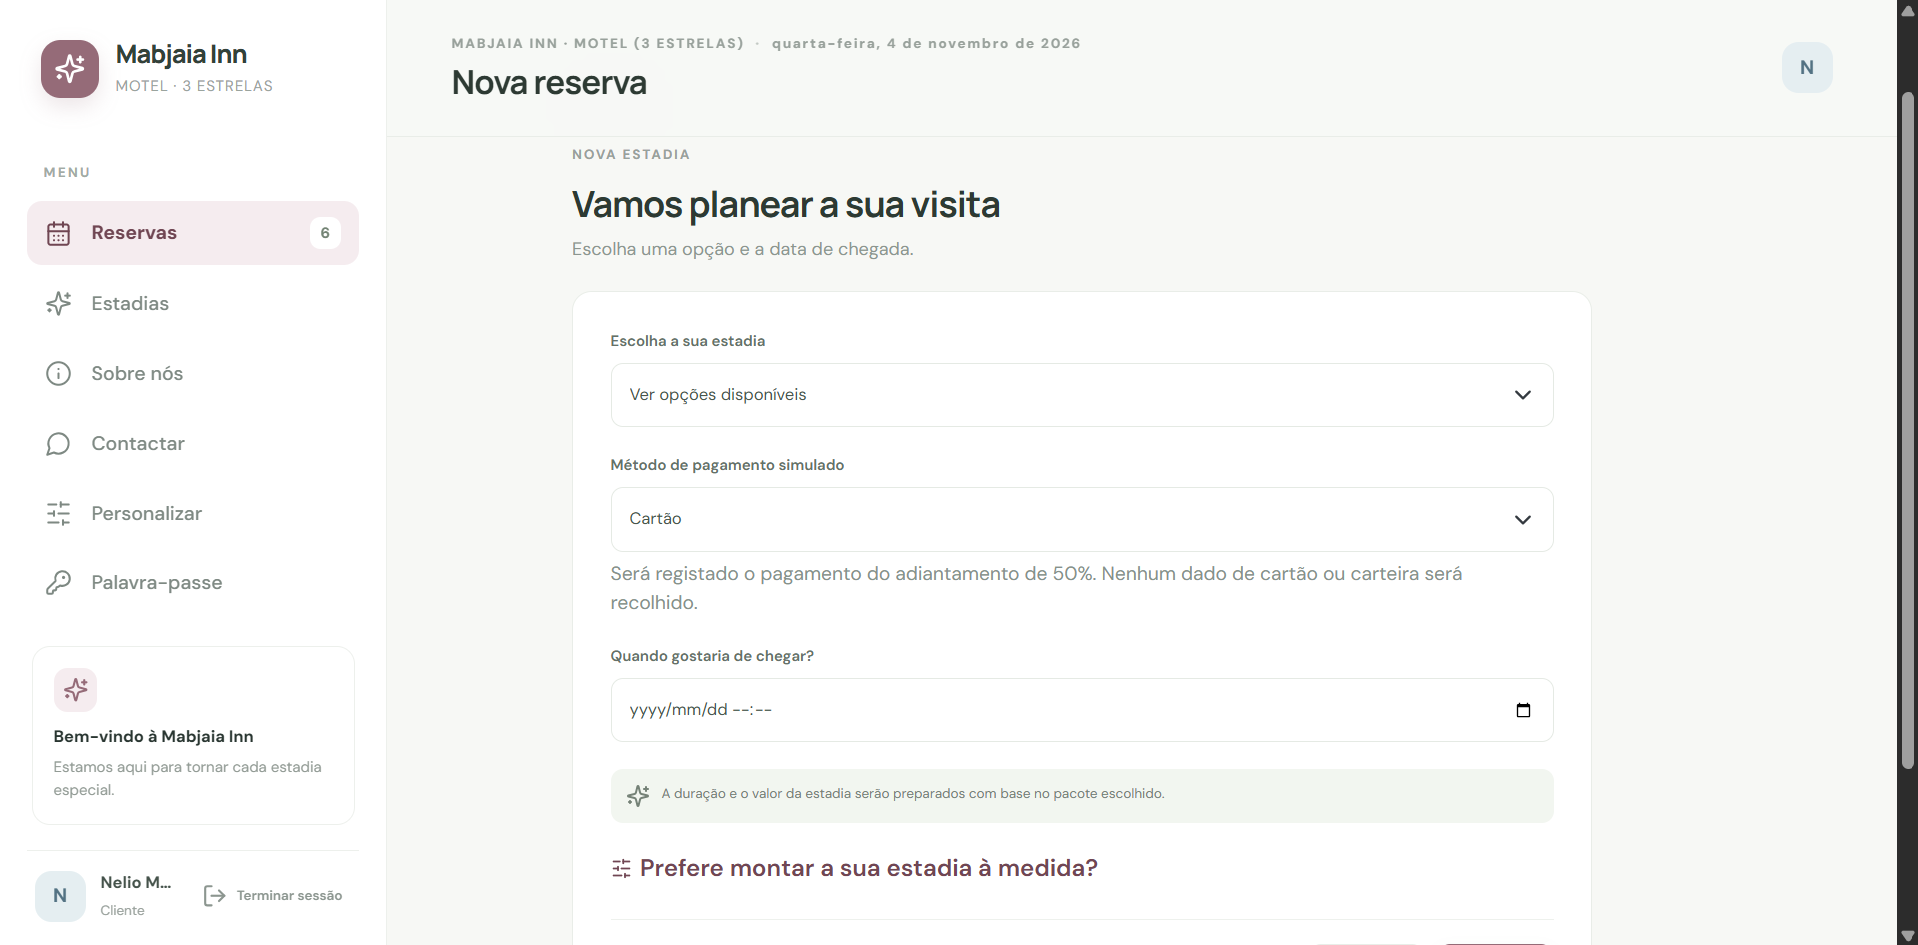 Mabjaia Inn
MOTEL · 3 ESTRELAS
MENU
Reservas
6
Estadias
Sobre nós
Contactar
Personalizar
Palavra-passe
Bem-vindo à Mabjaia Inn
Estamos aqui para tornar cada estadia
especial.
N
Nelio M...
Cliente
Terminar sessão
MABJAIA INN · MOTEL (3 ESTRELAS) · quarta-feira, 4 de novembro de 2026
Nova reserva
N
NOVA ESTADIA
Vamos planear a sua visita
Escolha uma opção e a data de chegada.
Escolha a sua estadia
Ver opções disponíveis
Método de pagamento simulado
Cartão
Será registado o pagamento do adiantamento de 50%. Nenhum dado de cartão ou carteira será
recolhido.
Quando gostaria de chegar?
yyyy/mm/dd --:--
A duração e o valor da estadia serão preparados com base no pacote escolhido.
Prefere montar a sua estadia à medida?